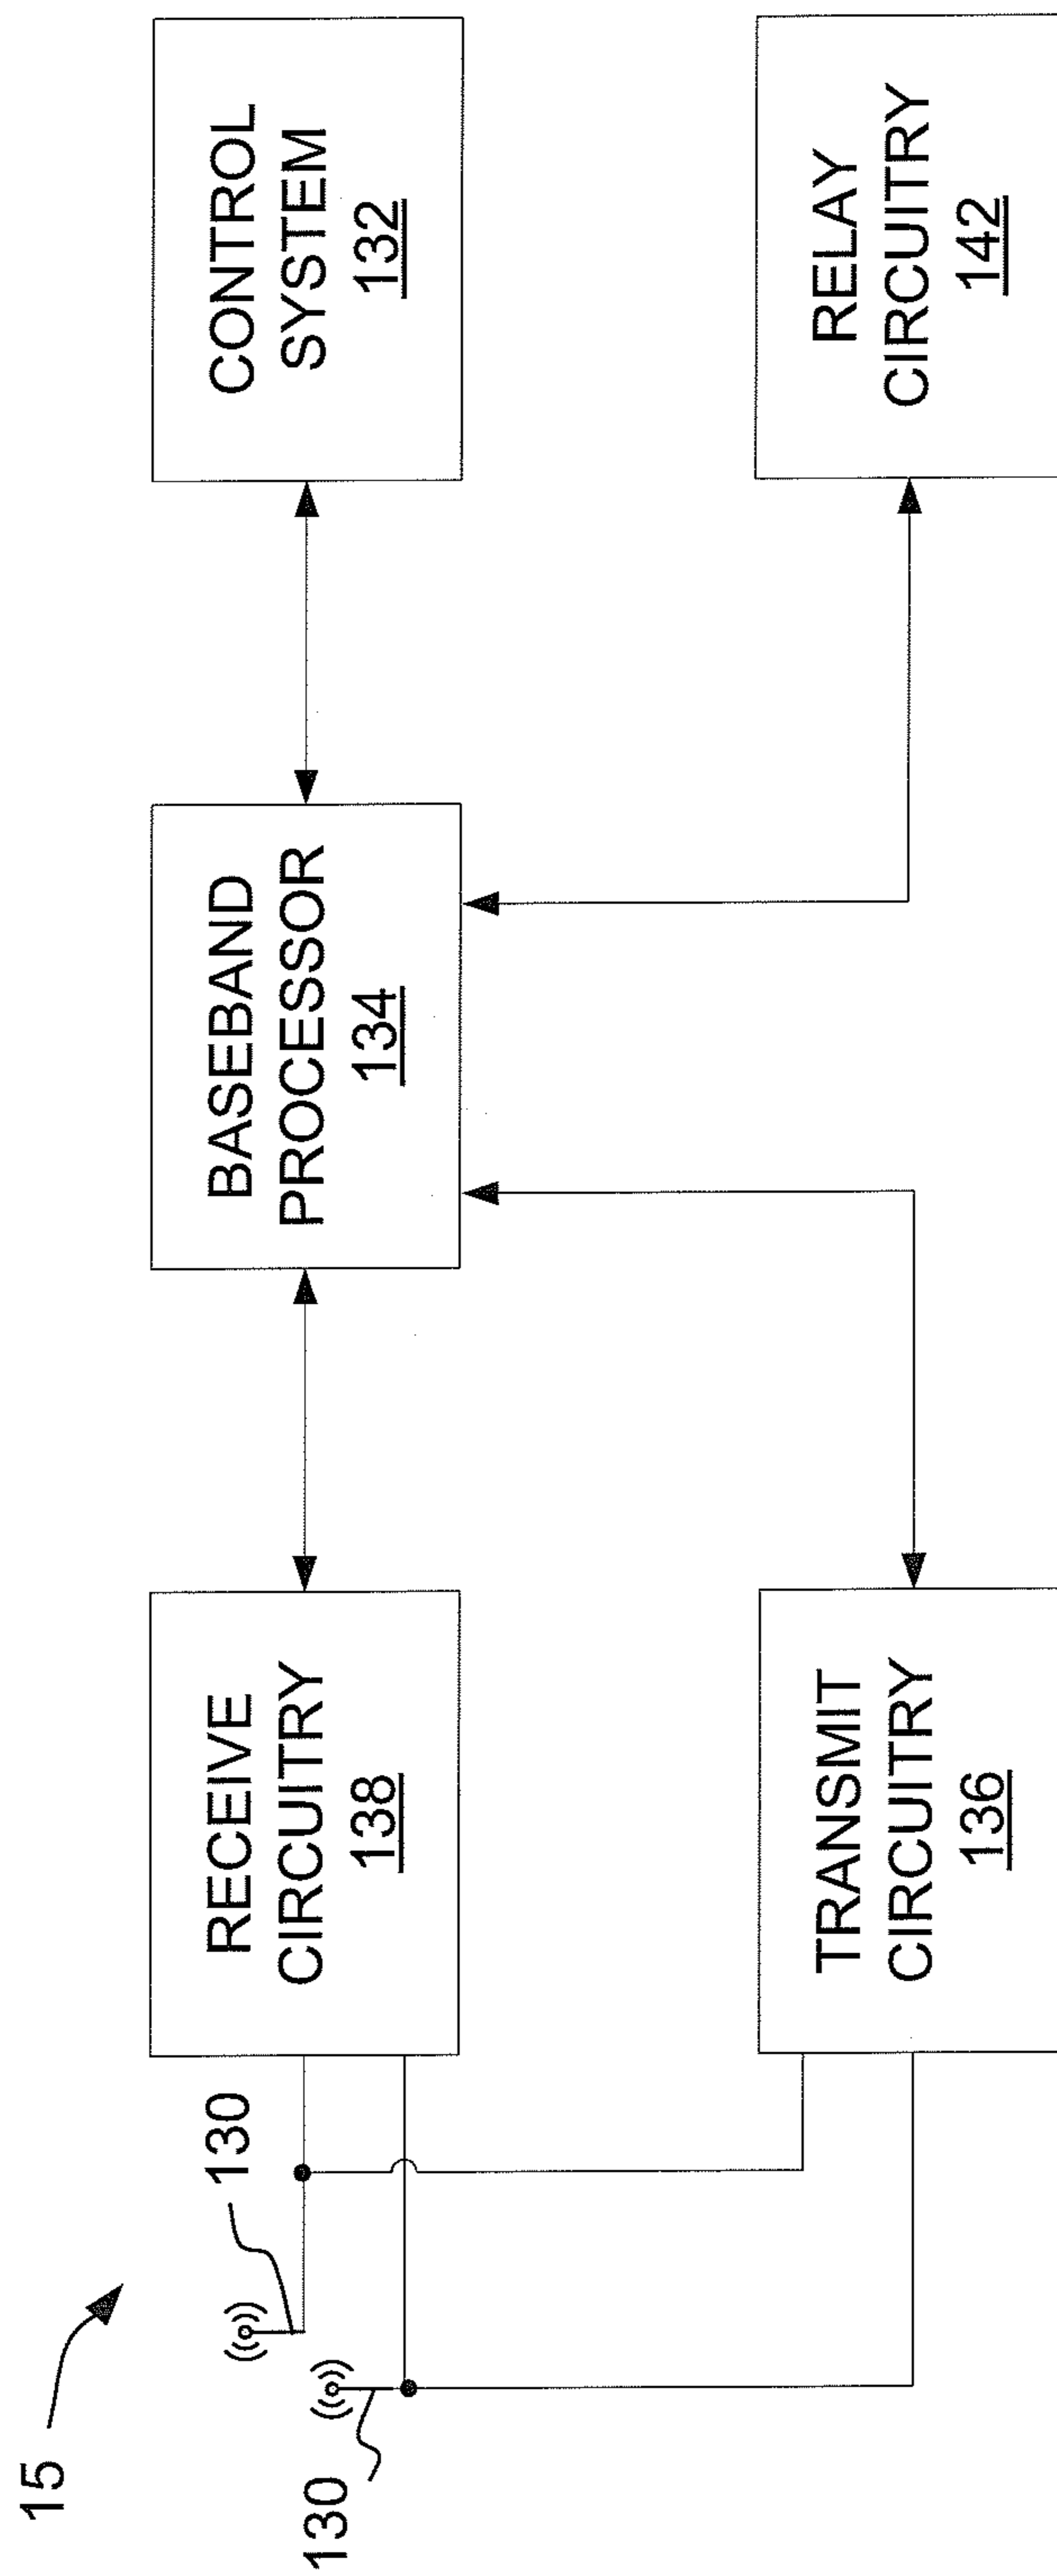 15
130
130
RECEIVE
CIRCUITRY
138
BASEBAND
PROCESSOR
134
CONTROL
SYSTEM
132
TRANSMIT
CIRCUITRY
136
RELAY
CIRCUITRY
142